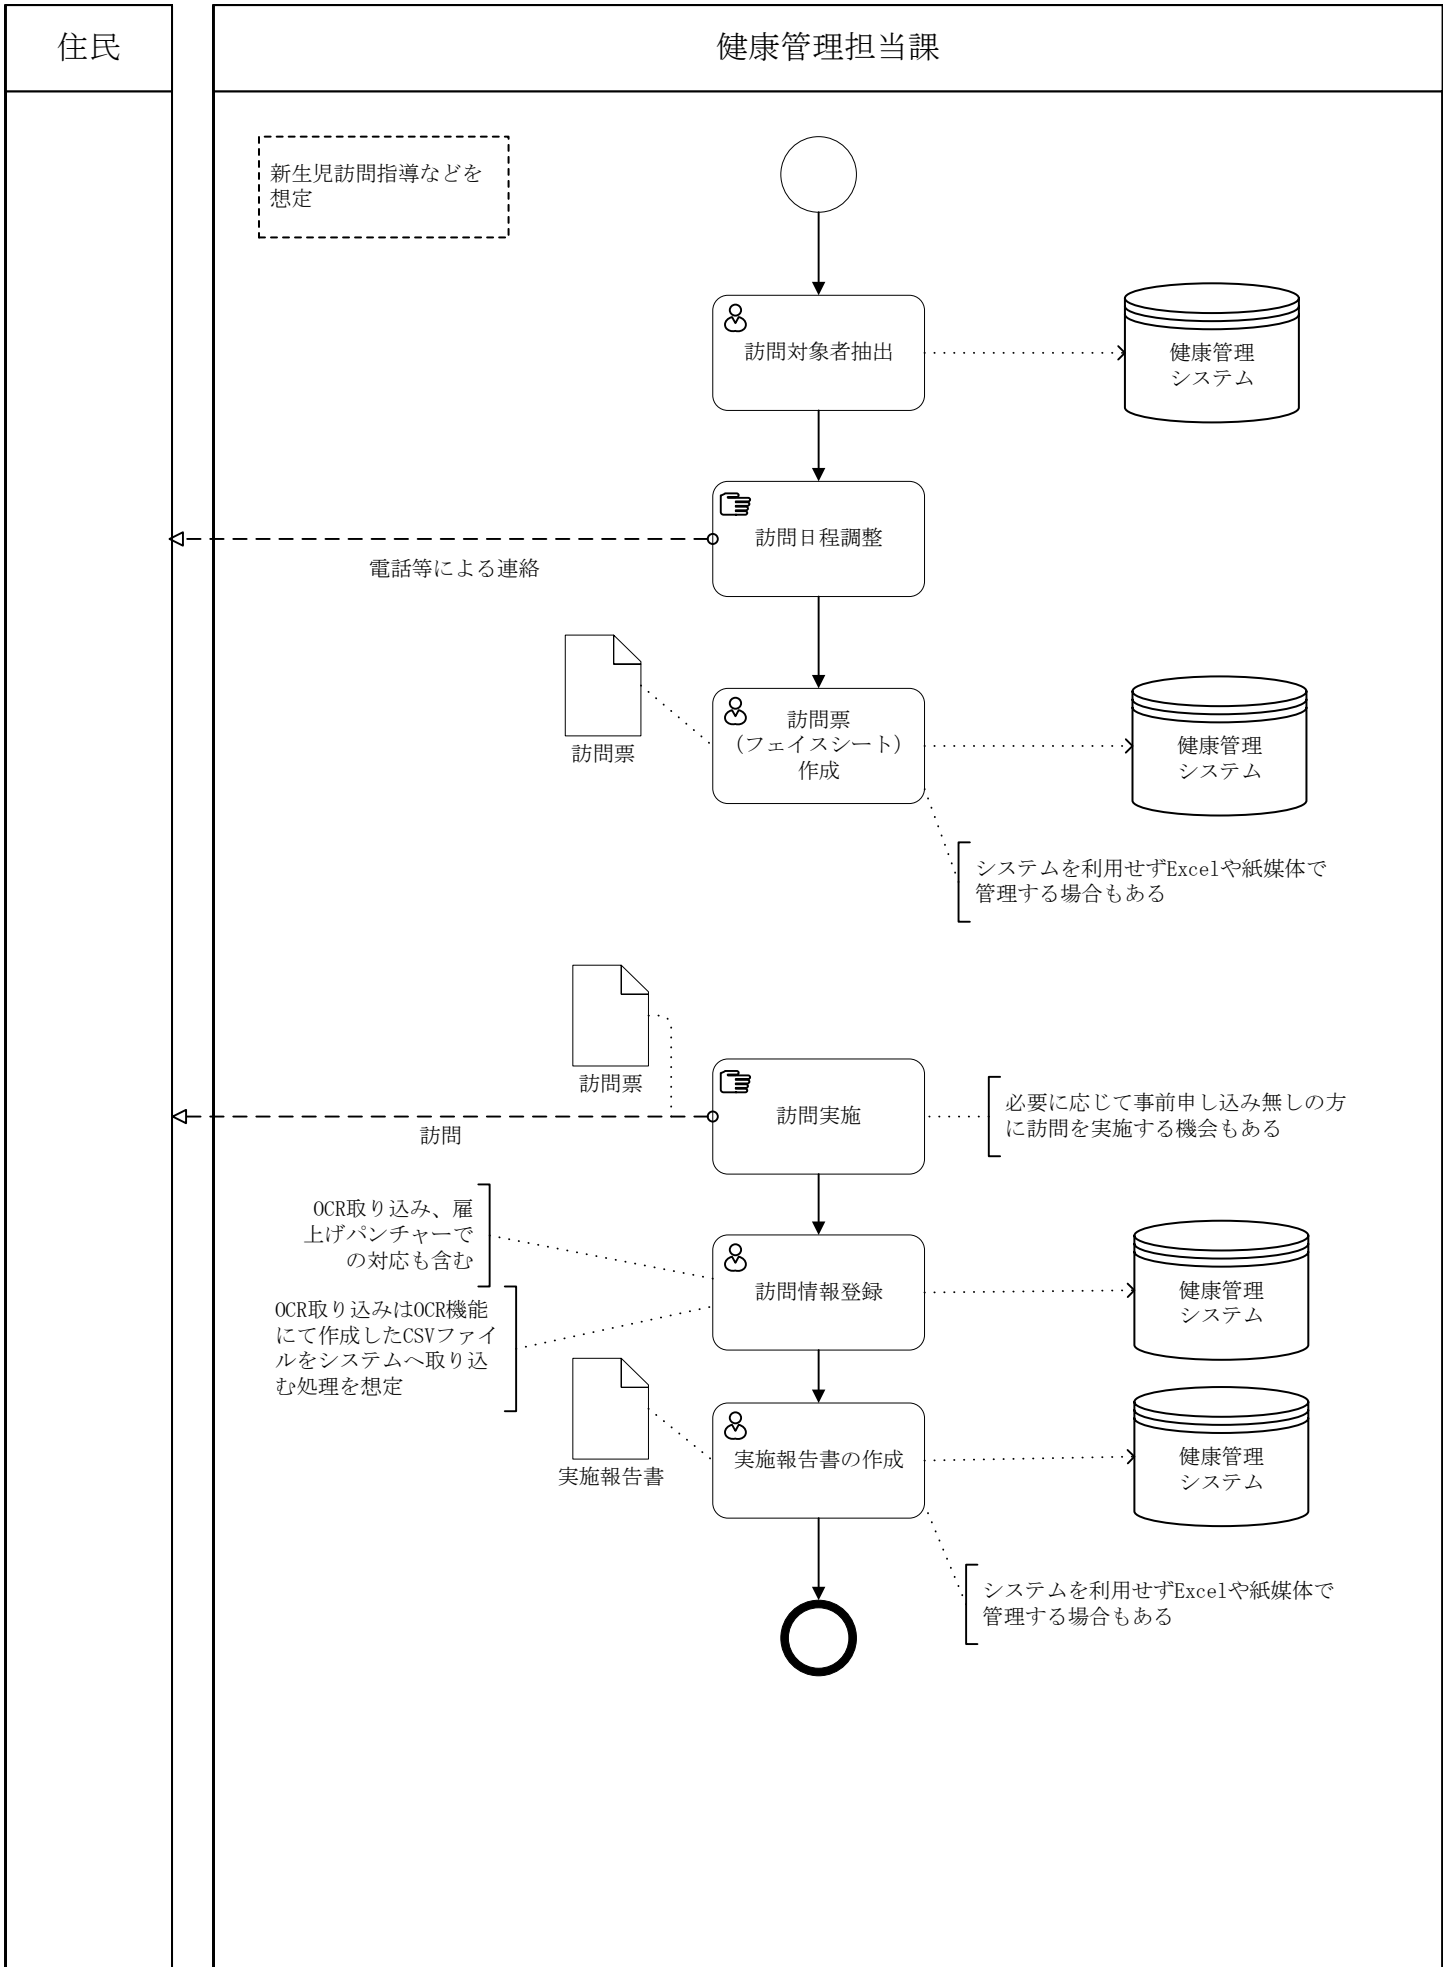 住民
健康管理担当課
新生児訪問指導などを
想定
訪問対象者抽出
健康管理
システム
訪問日程調整
電話等による連絡
訪問票
訪問票
（フェイスシート）
作成
健康管理
システム
システムを利用せずExcelや紙媒体で
管理する場合もある
訪問票
訪問実施
訪問
必要に応じて事前申し込み無しの方
に訪問を実施する機会もある
OCR取り込み、雇
上げパンチャーで
の対応も含む
OCR取り込みはOCR機能
にて作成したCSVファイ
ルをシステムへ取り込
む処理を想定
訪問情報登録
健康管理
システム
実施報告書
実施報告書の作成
健康管理
システム
システムを利用せずExcelや紙媒体で
管理する場合もある